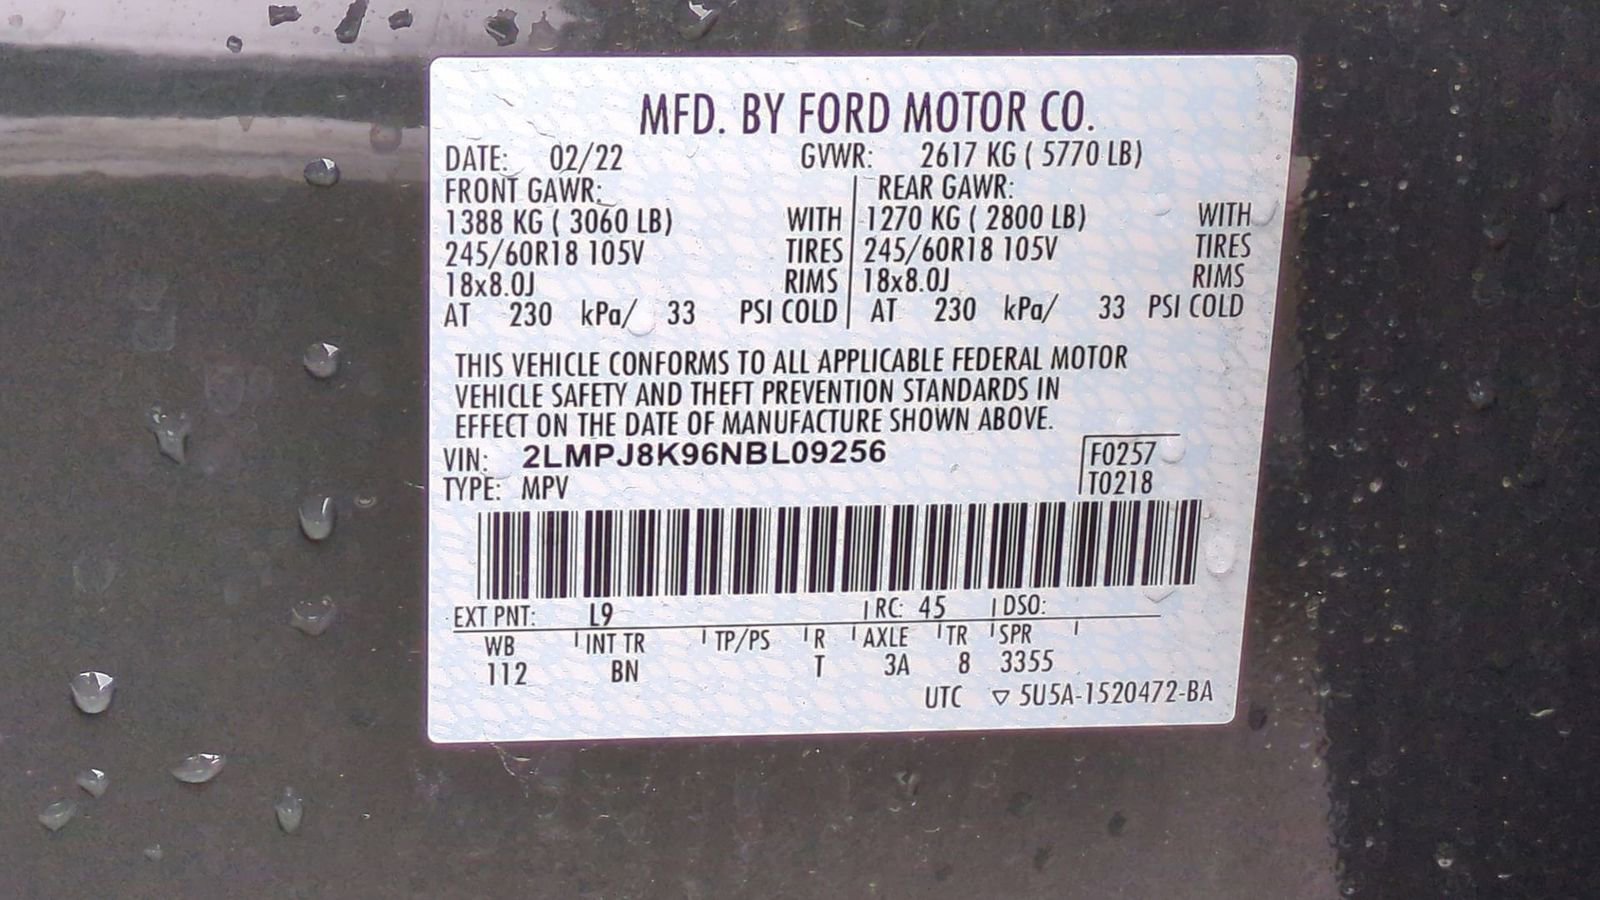 MFD. BY FORD MOTOR CO.
DATE: 02/22 GVWR: 2617 KG ( 5770 LB)
FRONT GAWR: REAR GAWR:
1388 KG ( 3060 LB) WITH 1270 KG ( 2800 LB) WITH
245/60R18 105V TIRES 245/60R18 105V TIRES
18x8.0J RIMS 18x8.0J RIMS
AT 230 kPa/ 33 PSI COLD AT 230 kPa/ 33 PSI COLD
THIS VEHICLE CONFORMS TO ALL APPLICABLE FEDERAL MOTOR
VEHICLE SAFETY AND THEFT PREVENTION STANDARDS IN
EFFECT ON THE DATE OF MANUFACTURE SHOWN ABOVE.
VIN: 2LMPJ8K96NBL09256 F0257
TYPE: MPV T0218
EXT PNT: L9 RC: 45 DSO:
WB INT TR TP/PS R AXLE TR SPR
112 BN T 3A 8 3355
UTC ▽ 5U5A-1520472-BA